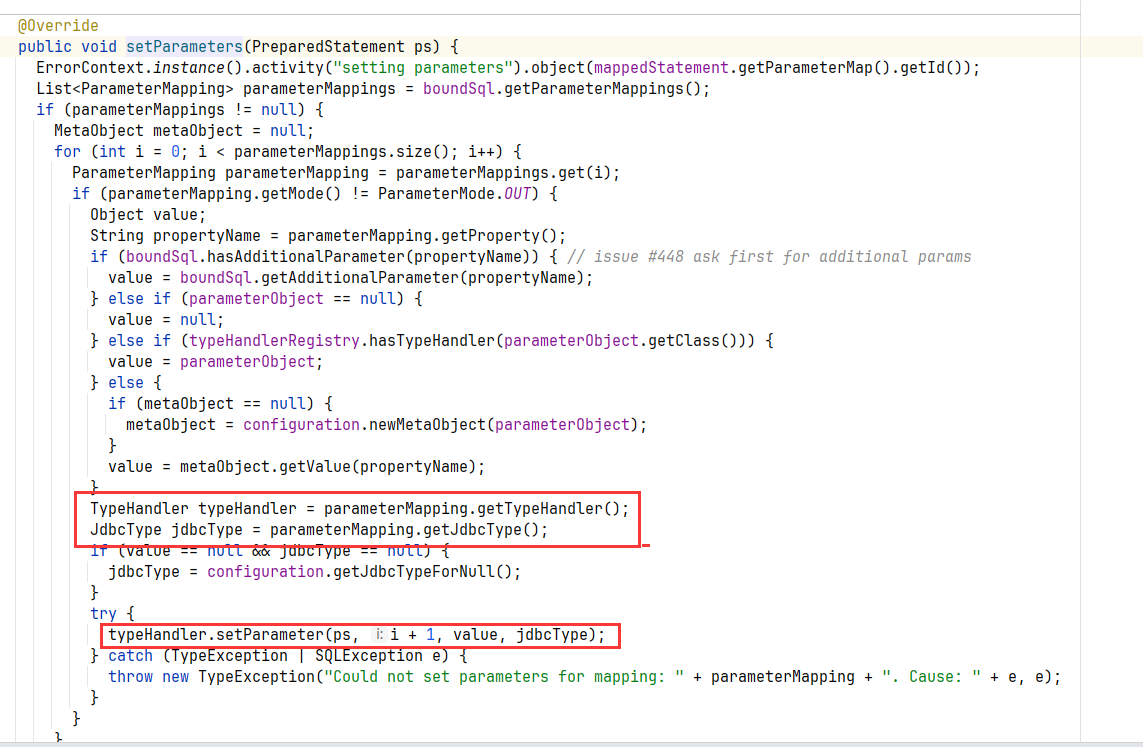 @Override
public void setParameters(PreparedStatement ps) {
ErrorContext.instance().activity("setting parameters").object(mappedStatement.getParameterMap().getId());
List<ParameterMapping> parameterMappings = boundSql.getParameterMappings();
if (parameterMappings != null) {
MetaObject metaObject = null;
for (int i = 0; i < parameterMappings.size(); i++) {
ParameterMapping parameterMapping = parameterMappings.get(i);
if (parameterMapping.getMode() != ParameterMode.OUT) {
Object value;
String propertyName = parameterMapping.getProperty();
if (boundSql.hasAdditionalParameter(propertyName)) { // issue #448 ask first for additional params
value = boundSql.getAdditionalParameter(propertyName);
} else if (parameterObject == null) {
value = null;
} else if (typeHandlerRegistry.hasTypeHandler(parameterObject.getClass())) {
value = parameterObject;
} else {
if (metaObject == null) {
metaObject = configuration.newMetaObject(parameterObject);
}
value = metaObject.getValue(propertyName);
}
TypeHandler typeHandler = parameterMapping.getTypeHandler();
JdbcType jdbcType = parameterMapping.getJdbcType();
if (value == null && jdbcType == null) {
jdbcType = configuration.getJdbcTypeForNull();
}
try {
typeHandler.setParameter(ps, i: i + 1, value, jdbcType);
} catch (TypeException | SQLException e) {
throw new TypeException("Could not set parameters for mapping: " + parameterMapping + ". Cause: " + e, e);
}
}
}